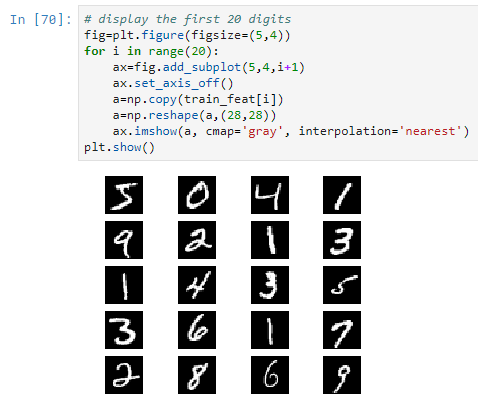 In [70]: # display the first 20 digits
fig=plt.figure(figsize=(5,4))
for i in range(20):
    ax=fig.add_subplot(5,4,i+1)
    ax.set_axis_off()
    a=np.copy(train_feat[i])
    a=np.reshape(a,(28,28))
    ax.imshow(a, cmap='gray', interpolation='nearest')
plt.show()
5 0 4 1
9 2 1 3
1 4 3 5
3 6 1 7
2 8 6 9